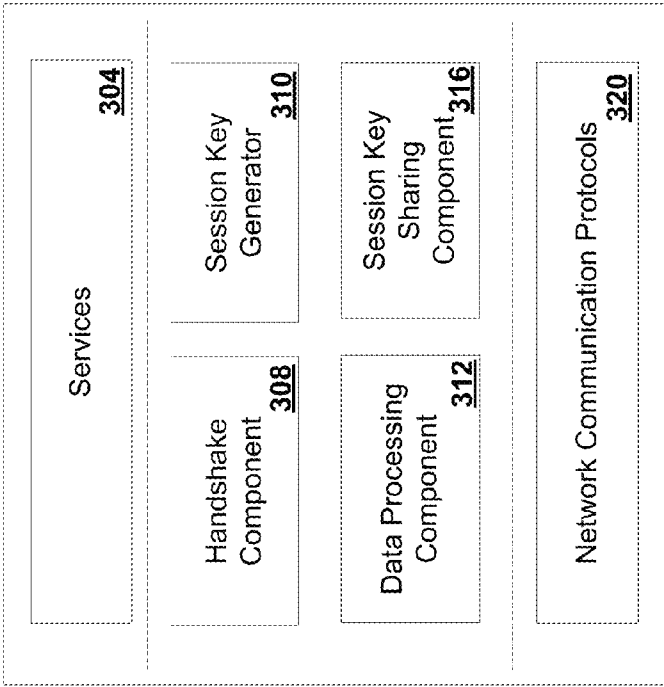 Services
304
Handshake
Component
308
Session Key
Generator
310
Data Processing
Component
312
Session Key
Sharing
Component
316
Network Communication Protocols
320